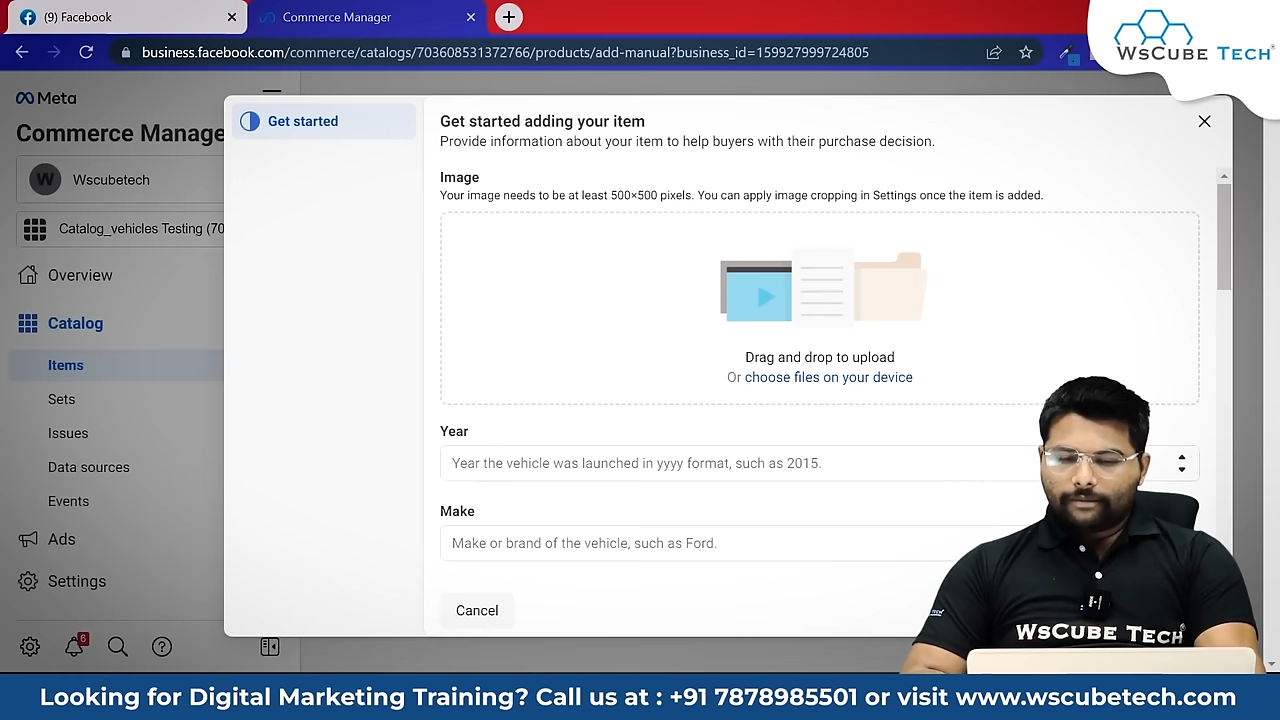 (9) Facebook
Commerce Manager
business.facebook.com/commerce/catalogs/703608531372766/products/add-manual?business_id=159927999724805
WsCube Tech
Meta
Commerce Manage
W
Wscubetech
Catalog_vehicles Testing (70
Overview
Catalog
Items
Sets
Issues
Data sources
Events
Ads
Settings
6
Get started
Get started adding your item
Provide information about your item to help buyers with their purchase decision.
Image
Your image needs to be at least 500×500 pixels. You can apply image cropping in Settings once the item is added.
Drag and drop to upload
Or choose files on your device
Year
Year the vehicle was launched in yyyy format, such as 2015.
Make
Make or brand of the vehicle, such as Ford.
Cancel
WsCube Tech
Looking for Digital Marketing Training? Call us at : +91 7878985501 or visit www.wscubetech.com